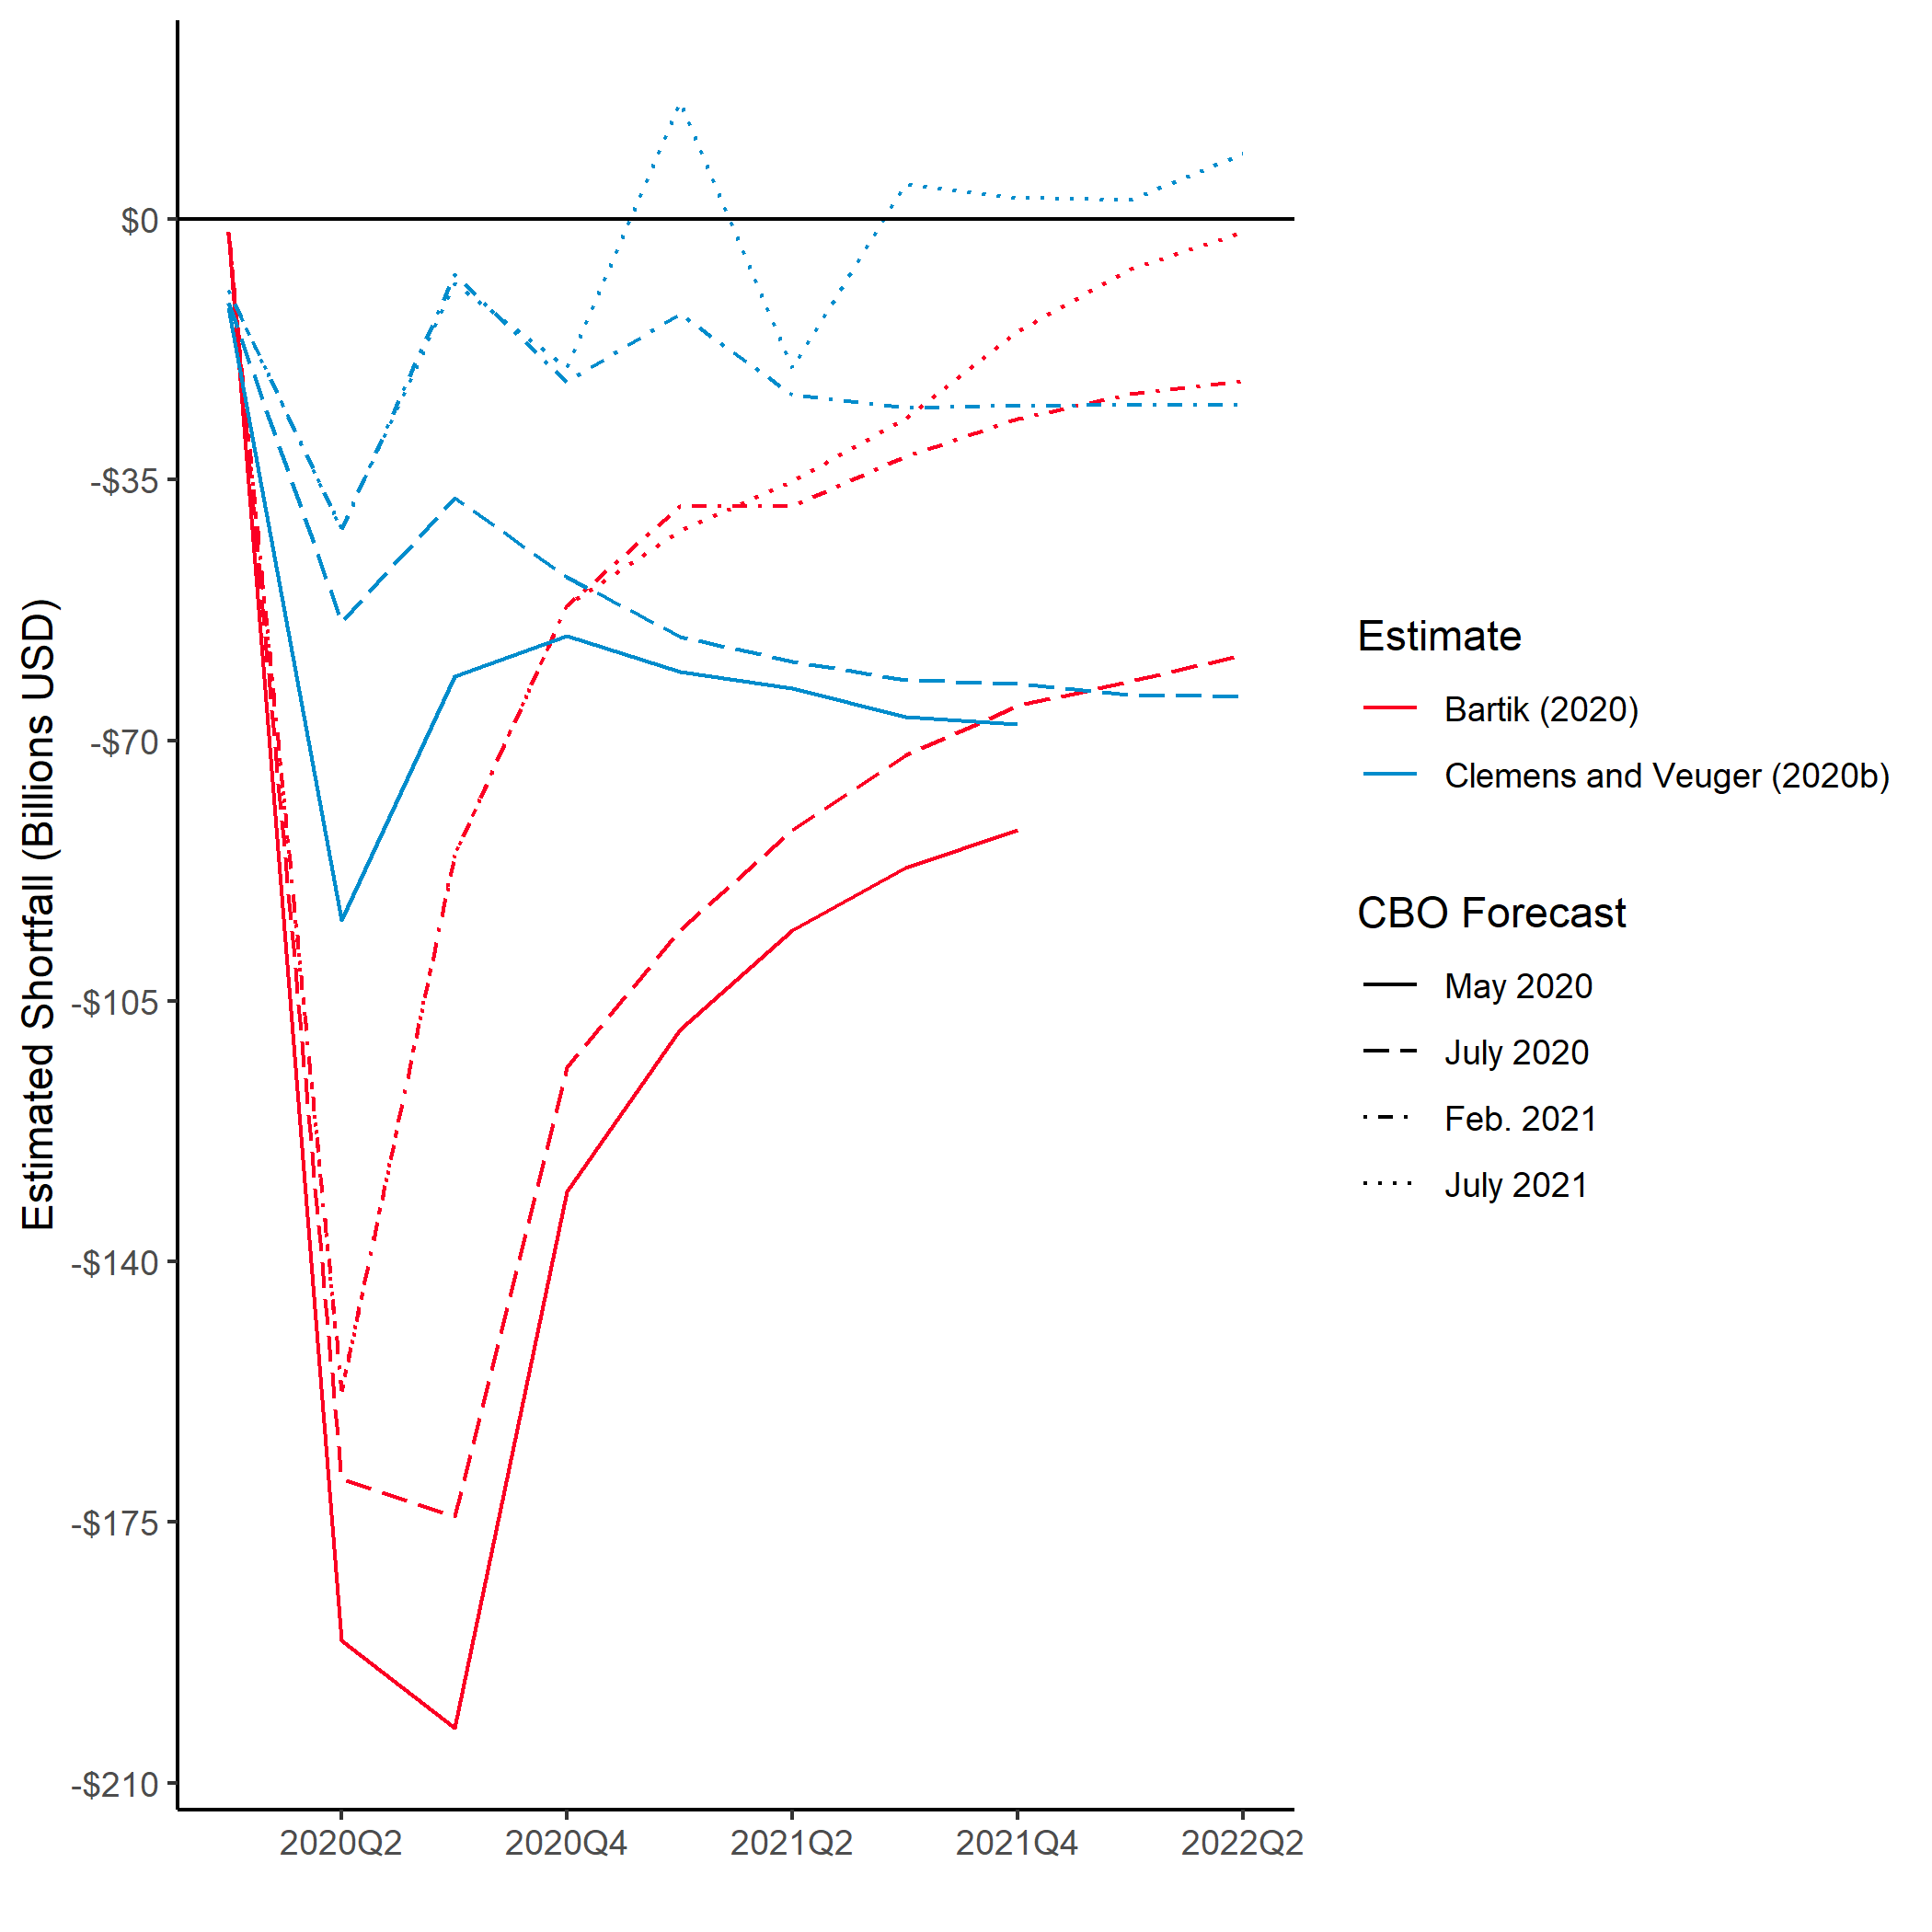 Estimated Shortfall (Billions USD)
$0
-$35
-$70
-$105
-$140
-$175
-$210
2020Q2
2020Q4
2021Q2
2021Q4
2022Q2
Estimate
Bartik (2020)
Clemens and Veuger (2020b)
CBO Forecast
May 2020
July 2020
Feb. 2021
July 2021